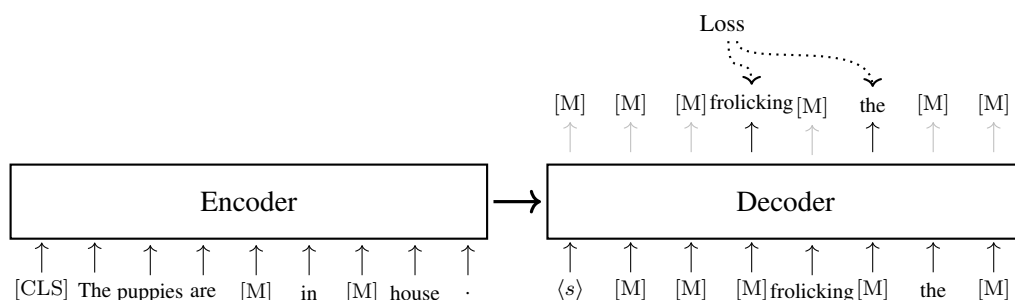 Loss
[M] [M] [M] frolicking [M] the [M] [M]
Encoder Decoder
[CLS] The puppies are [M] in [M] house . ⟨s⟩ [M] [M] [M] frolicking [M] the [M]